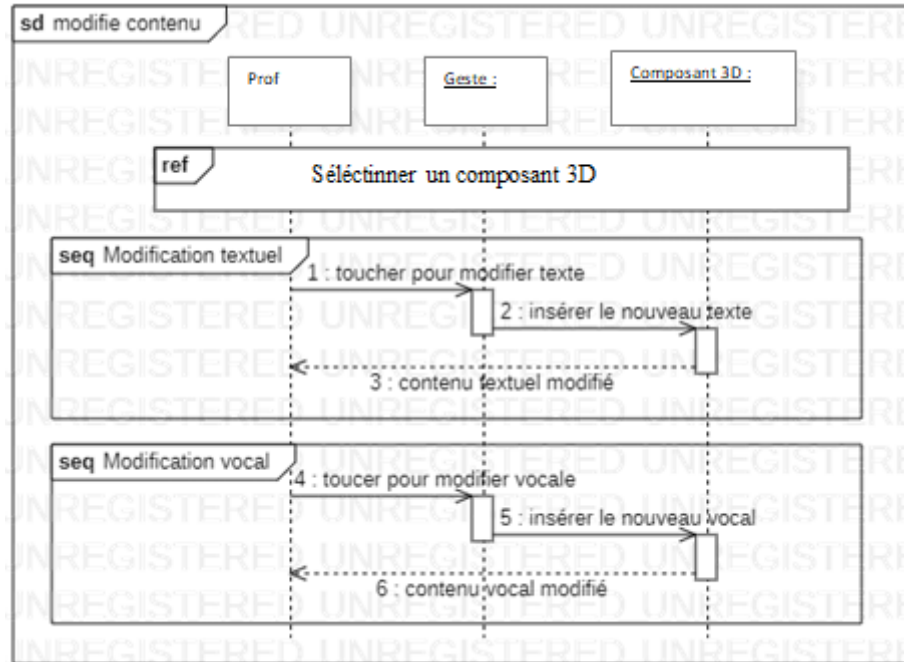 sd modifie contenu
Prof
Geste :
Composant 3D :
ref
Séléctinner un composant 3D
seq Modification textuel
1 : toucher pour modifier texte
2 : insérer le nouveau texte
3 : contenu textuel modifié
seq Modification vocal
4 : toucer pour modifier vocale
5 : insérer le nouveau vocal
6 : contenu vocal modifié
UNREGISTERED